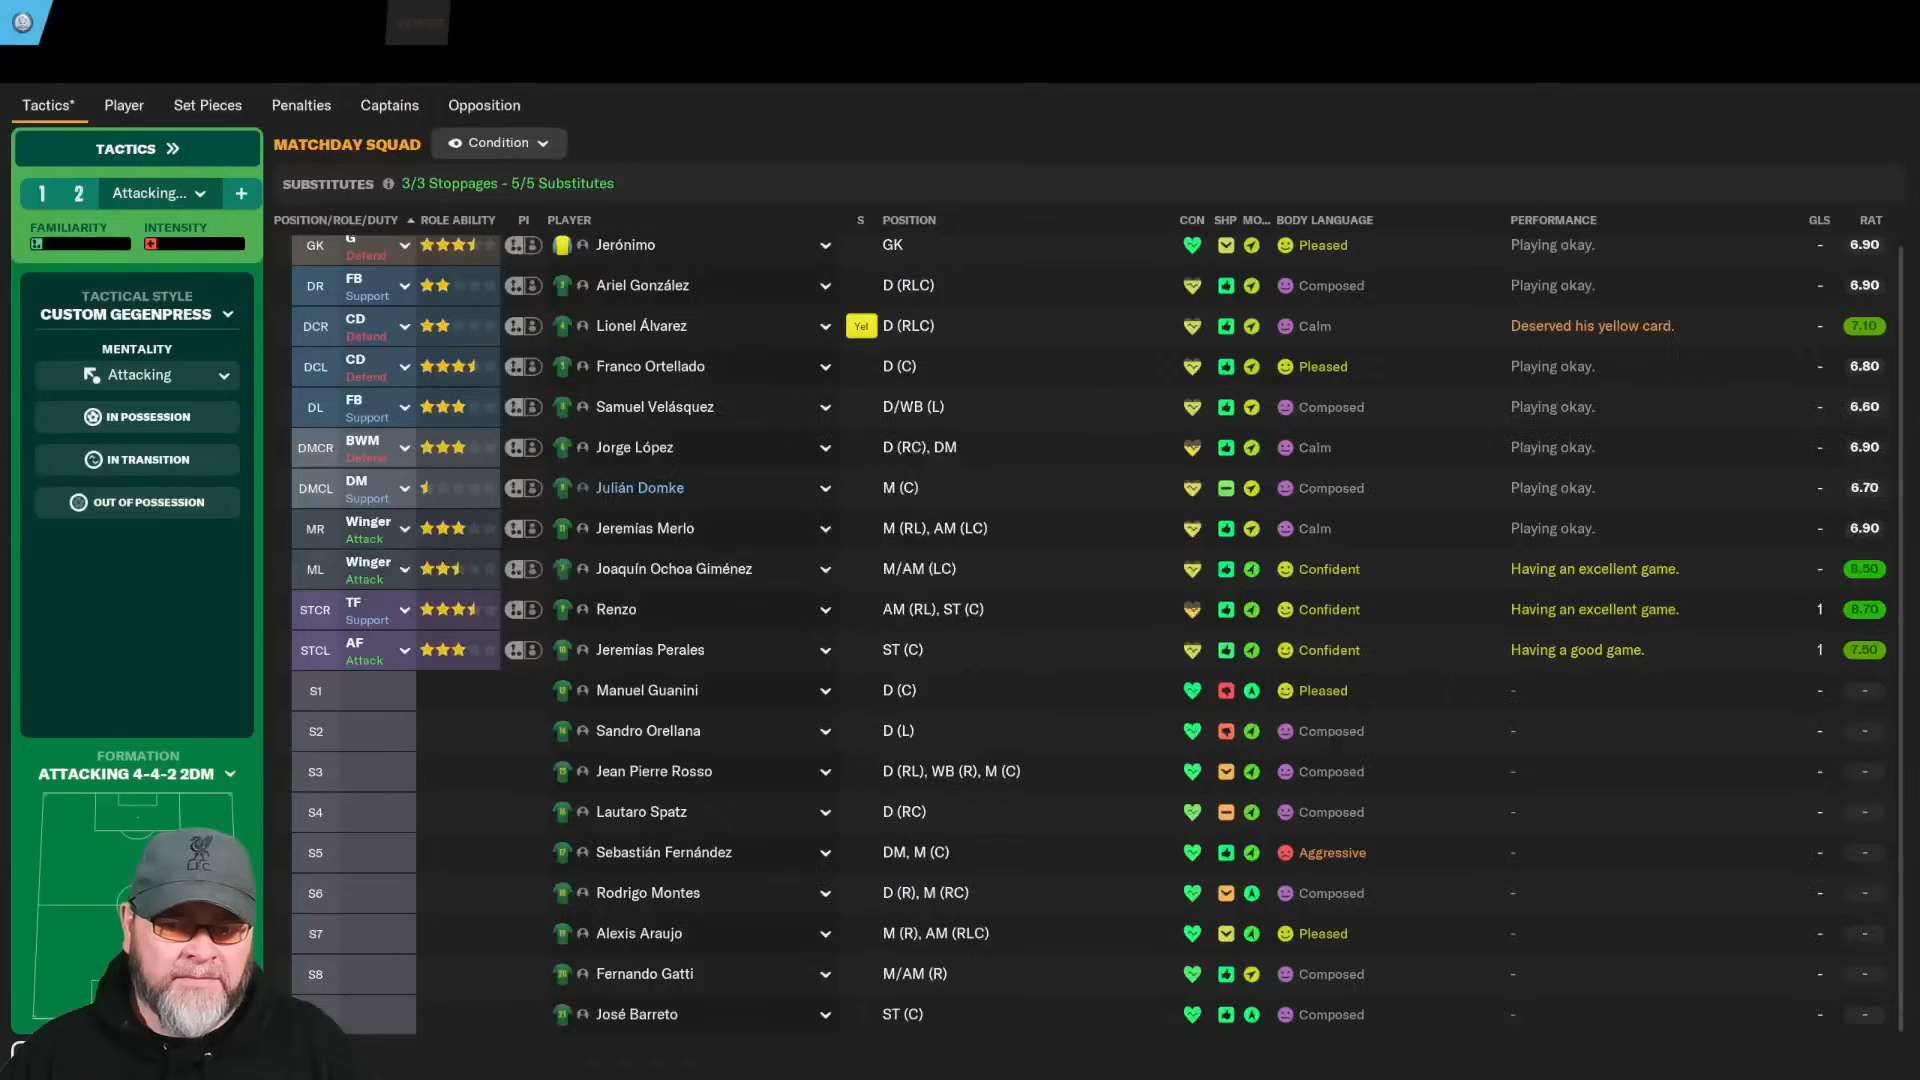 Tactics* Player Set Pieces Penalties Captains Opposition
TACTICS
MATCHDAY SQUAD Condition
1 2 Attacking... +
SUBSTITUTES 3/3 Stoppages - 5/5 Substitutes
FAMILIARITY INTENSITY
POSITION/ROLE/DUTY ROLE ABILITY PI PLAYER S POSITION CON SHP MO... BODY LANGUAGE PERFORMANCE GLS RAT
GK G Defend Jerónimo GK Pleased Playing okay. - 6.90
DR FB Support Ariel González D (RLC) Composed Playing okay. - 6.90
DCR CD Defend Lionel Álvarez Yel D (RLC) Calm Deserved his yellow card. - 7.10
DCL CD Defend Franco Ortellado D (C) Pleased Playing okay. - 6.80
DL FB Support Samuel Velásquez D/WB (L) Composed Playing okay. - 6.60
DMCR BWM Defend Jorge López D (RC), DM Calm Playing okay. - 6.90
DMCL DM Support Julián Domke M (C) Composed Playing okay. - 6.70
MR Winger Attack Jeremías Merlo M (RL), AM (LC) Calm Playing okay. - 6.90
ML Winger Attack Joaquín Ochoa Giménez M/AM (LC) Confident Having an excellent game. - 8.50
STCR TF Support Renzo AM (RL), ST (C) Confident Having an excellent game. 1 8.70
STCL AF Attack Jeremías Perales ST (C) Confident Having a good game. 1 7.50
S1 Manuel Guanini D (C) Pleased - - -
S2 Sandro Orellana D (L) Composed - - -
S3 Jean Pierre Rosso D (RL), WB (R), M (C) Composed - - -
S4 Lautaro Spatz D (RC) Composed - - -
S5 Sebastián Fernández DM, M (C) Aggressive - - -
S6 Rodrigo Montes D (R), M (RC) Composed - - -
S7 Alexis Araujo M (R), AM (RLC) Pleased - - -
S8 Fernando Gatti M/AM (R) Composed - - -
José Barreto ST (C) Composed - - -
TACTICAL STYLE
CUSTOM GEGENPRESS
MENTALITY
Attacking
IN POSSESSION
IN TRANSITION
OUT OF POSSESSION
FORMATION
ATTACKING 4-4-2 2DM
L.F.C.